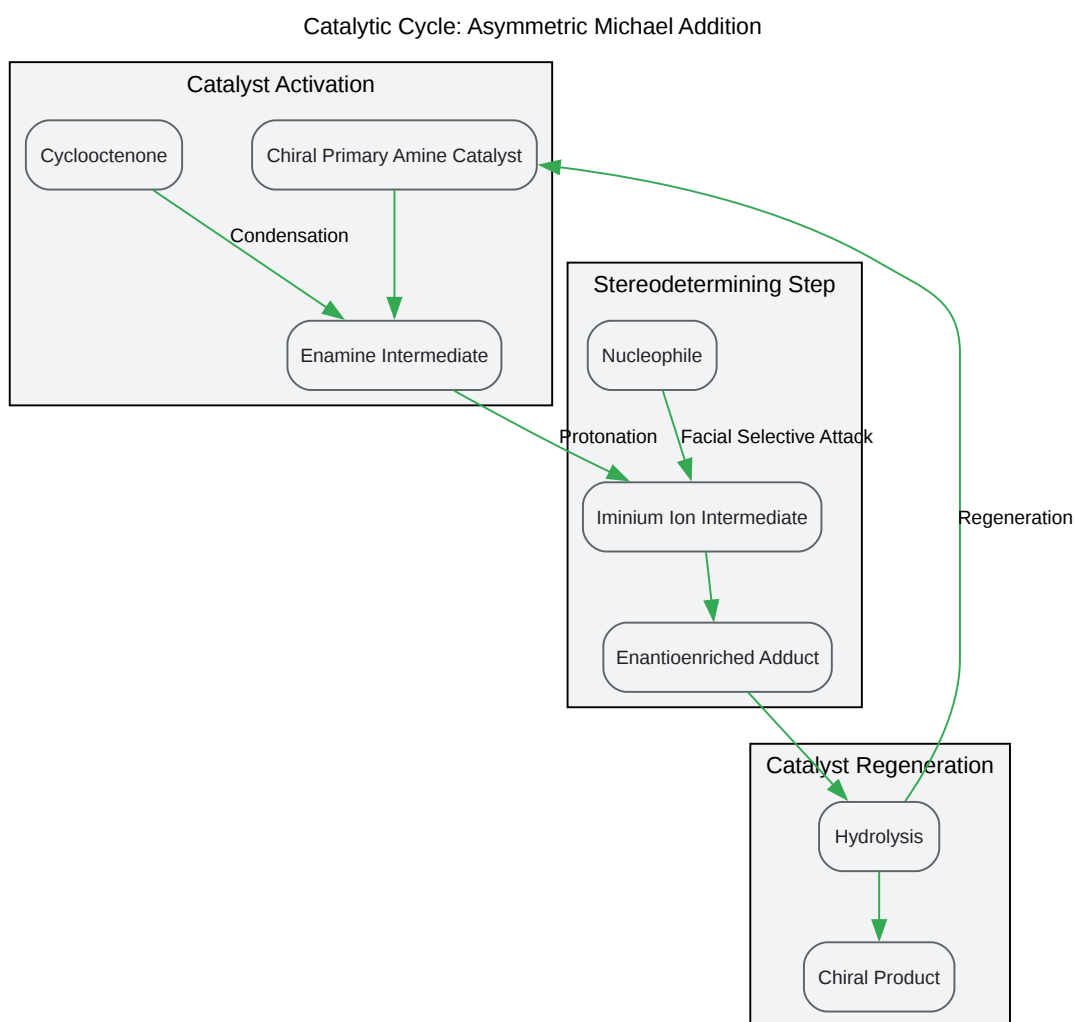 Catalytic Cycle: Asymmetric Michael Addition
Catalyst Activation
Cyclooctenone
Chiral Primary Amine Catalyst
Condensation
Enamine Intermediate
Stereodetermining Step
Nucleophile
Protonation
Facial Selective Attack
Iminium Ion Intermediate
Regeneration
Enantioenriched Adduct
Catalyst Regeneration
Hydrolysis
Chiral Product